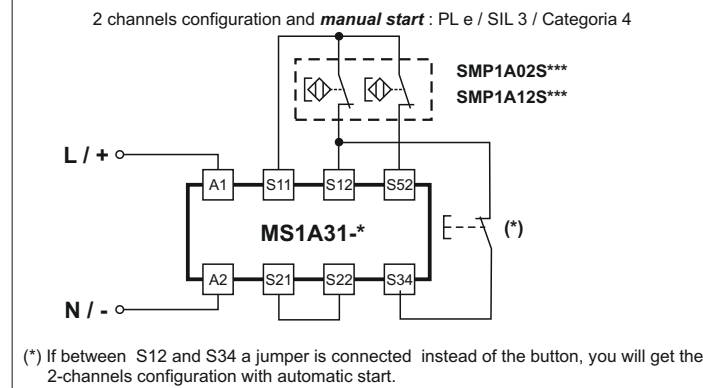 2 channels configuration and manual start : PL e / SIL 3 / Categoria 4
SMP1A02S***
SMP1A12S***
L / +
A1 S11 S12 S52
MS1A31-*
(*)
A2 S21 S22 S34
N / -
(*) If between S12 and S34 a jumper is connected instead of the button, you will get the
2-channels configuration with automatic start.